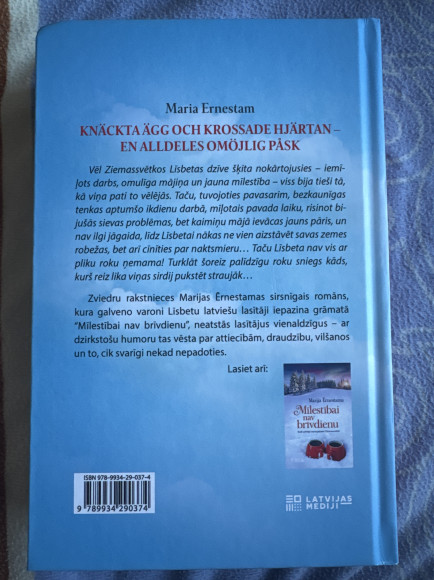 Maria Ernestam
KNÄCKTA ÄGG OCH KROSSADE HJÄRTAN –
EN ALLDELES OMÖJLIG PÅSK
Vēl Ziemassvētkos Lisbetas dzīve šķita nokārtojusies – iemī-
ļots darbs, omulīga mājiņa un jauna mīlestība – viss bija tieši tā,
kā viņa pati to vēlējās. Taču, tuvojoties pavasarim, bezkaunīgas
tenkas aptumšo ikdienu darbā, mīļotais pavada laiku, risinot bi-
jušās sievas problēmas, bet kaimiņu mājā ievācas jauns pāris, un
nav ilgi jāgaida, līdz Lisbetai nākas ne vien aizstāvēt savas zemes
robežas, bet arī cīnīties par naktsmieru… Taču Lisbeta nav vis ar
pliku roku ņemama! Turklāt šoreiz palīdzīgu roku sniegs kāds,
kurš reiz lika viņas sirdij pukstēt straujāk…
Zviedru rakstnieces Marijas Ērnestamas sirsnīgais romāns,
kura galveno varoni Lisbetu latviešu lasītāji iepazina grāmatā
“Mīlestībai nav brīvdienu”, neatstās lasītājus vienaldzīgus – ar
dzirkstošu humoru tas vēsta par attiecībām, draudzību, vilšanos
un to, cik svarīgi nekad nepadoties.
Lasiet arī:
Marija Ērnestama
Mīlestībai
nav
brīvdienu
ISBN 978-9934-29-037-4
9 789934 290374
LATVIJAS
MEDIJI